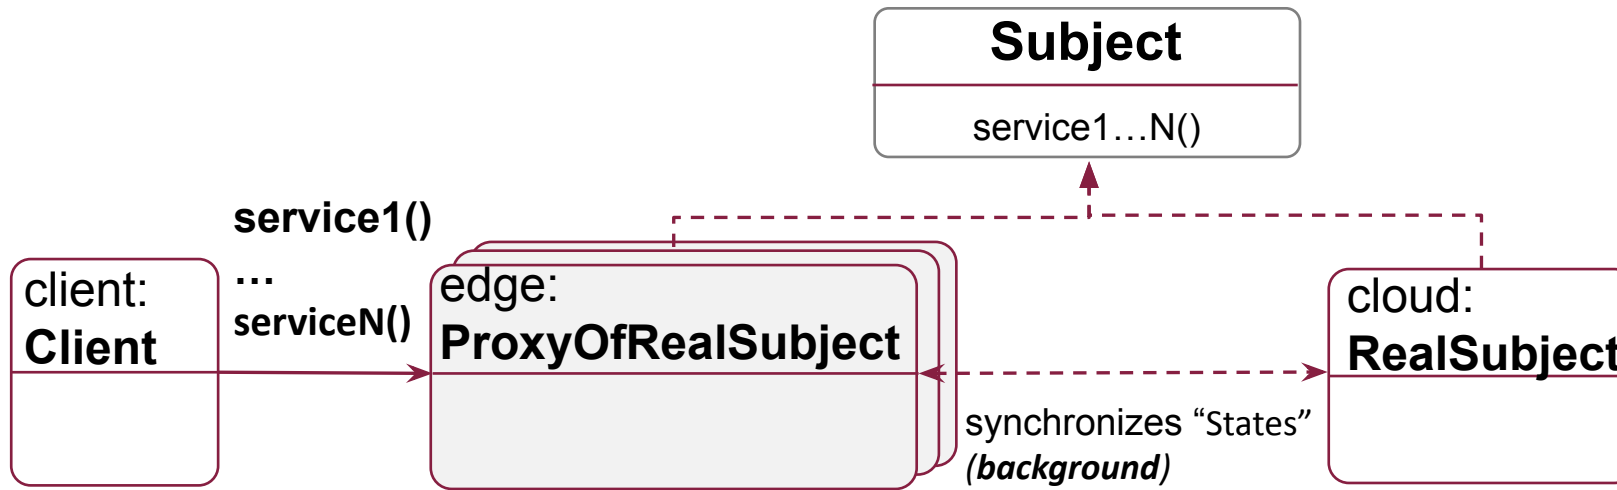 Subject
service1…N()
service1()
…
serviceN()
client:
Client
edge:
ProxyOfRealSubject
cloud:
RealSubject
synchronizes “States”
(background)